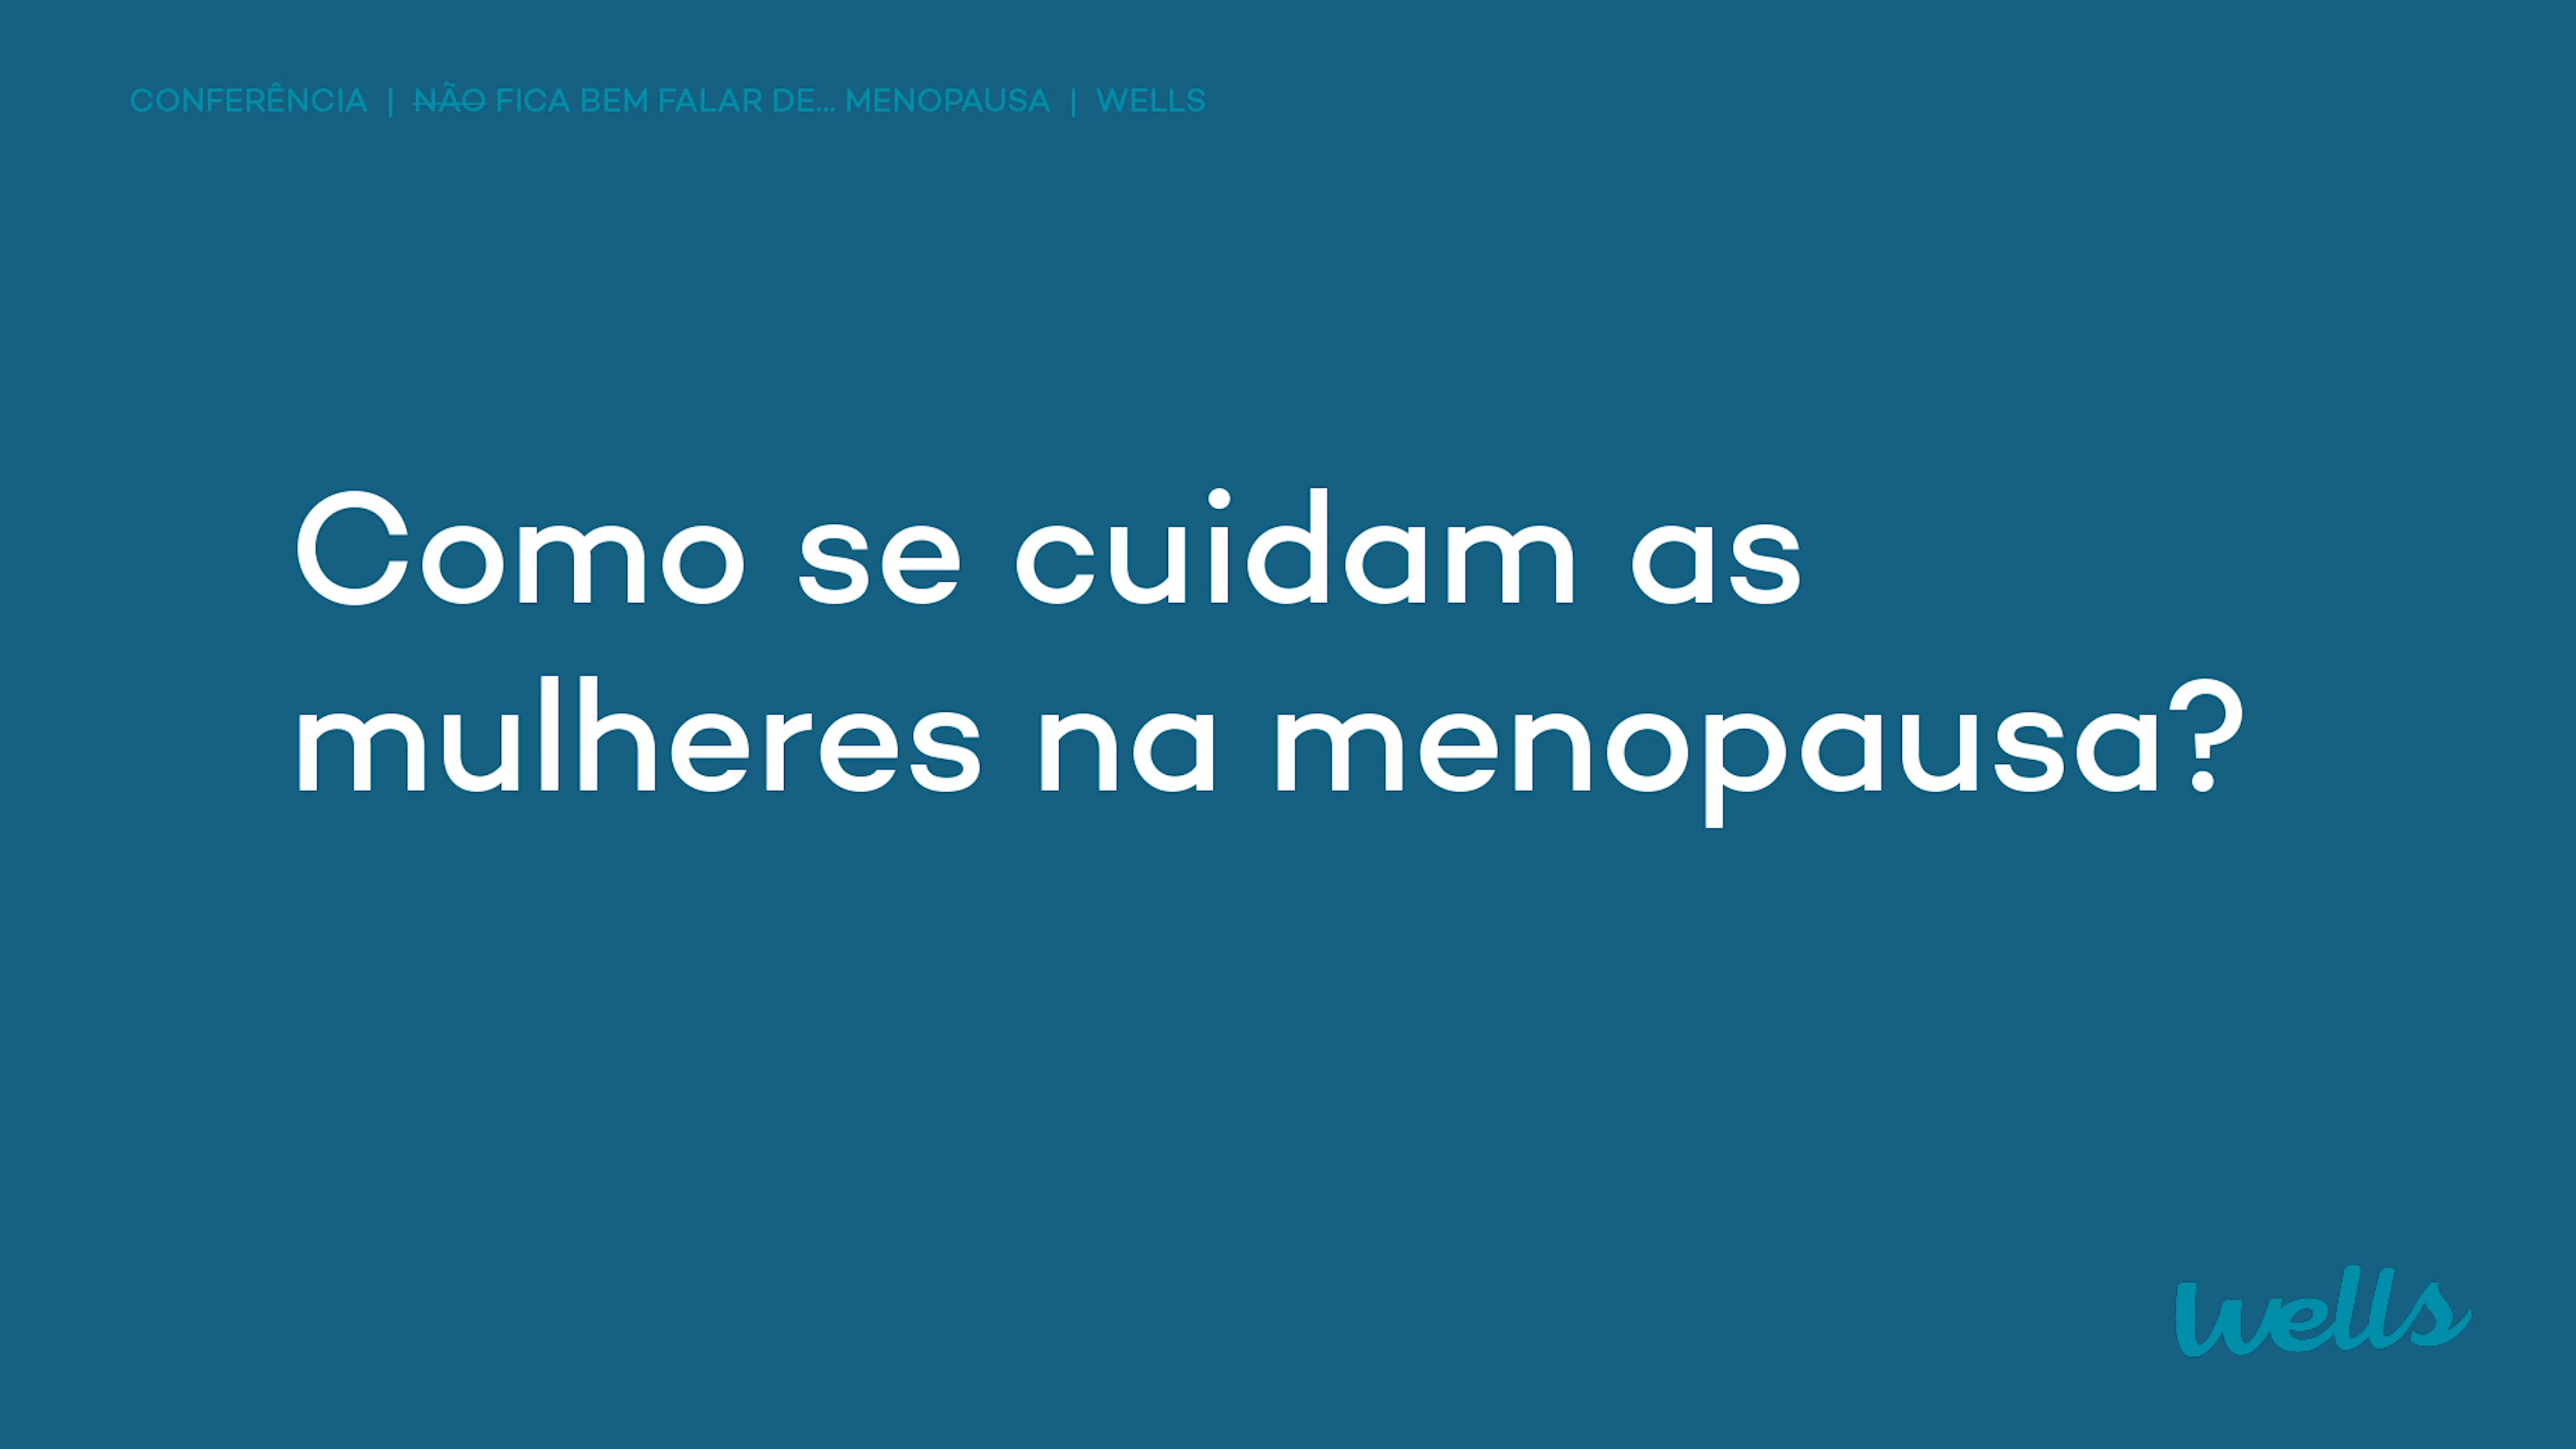 CONFERÊNCIA | NÃO FICA BEM FALAR DE... MENOPAUSA | WELLS
Como se cuidam as
mulheres na menopausa?
wells